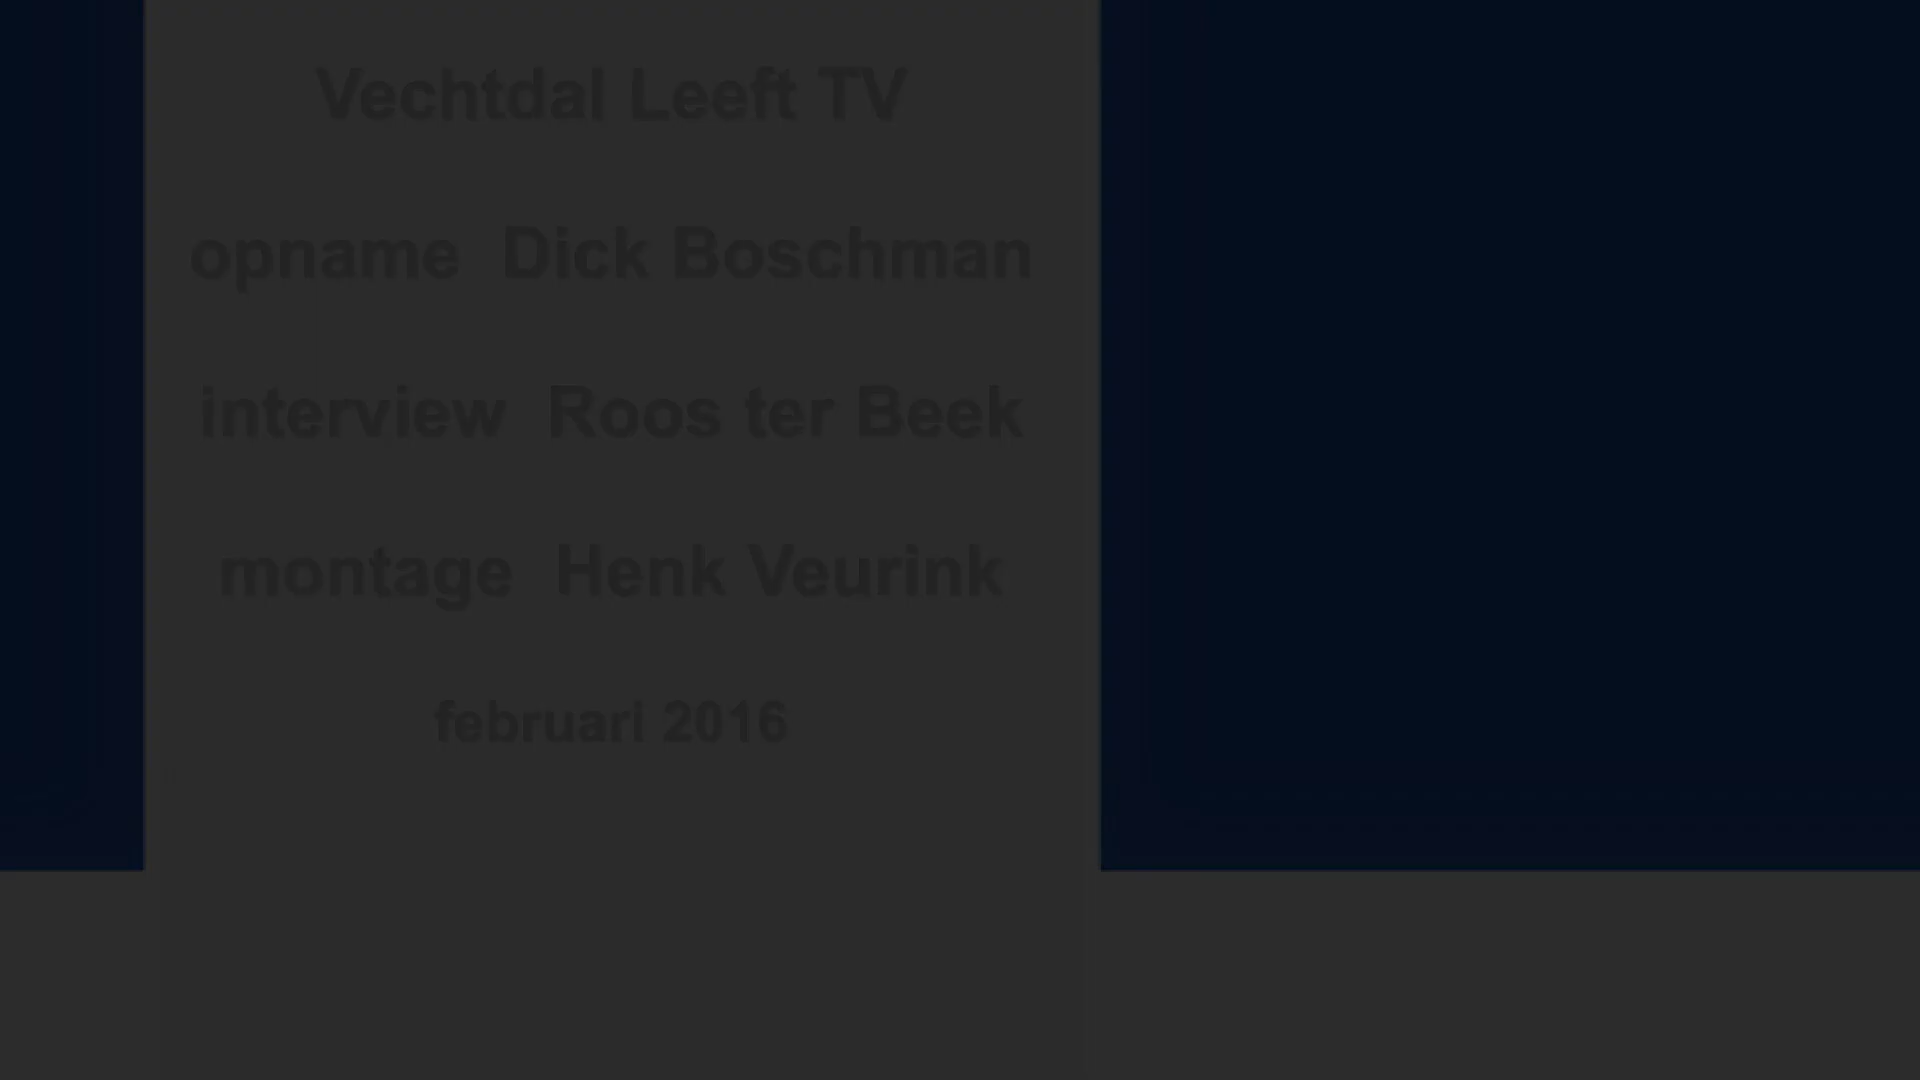 Vechtdal Leeft TV
opname Dick Boschman
interview Roos ter Beek
montage Henk Veurink
februari 2016